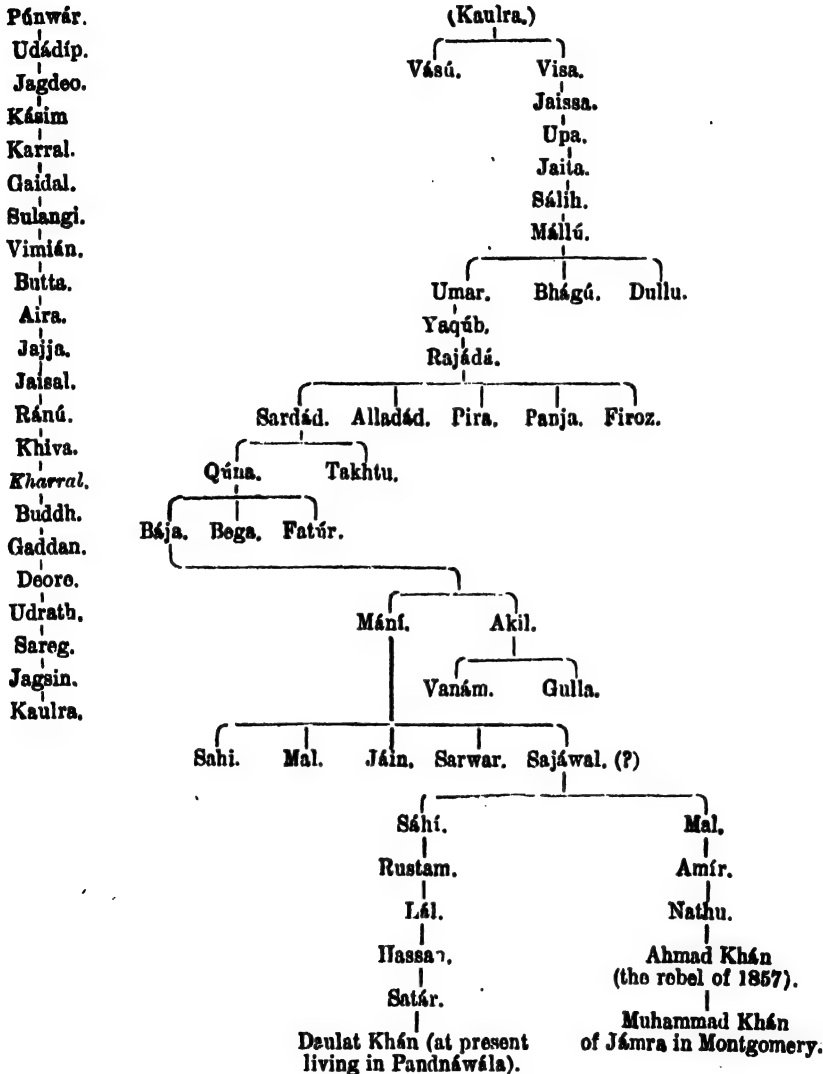 Púnwár.
Udádíp.
Jagdeo.
Kásim
Karral.
Gaidal.
Sulangi.
Vimián.
Butta.
Aira.
Jajja.
Jaisal.
Ránú.
Khiva.
Kharral.
Buddh.
Gaddan.
Deore.
Udrath.
Sareg.
Jagsin.
Kaulra.
(Kaulra.)
Vású. Visa.
Jaissa.
Upa.
Jaita.
Sálih.
Mállú.
Umar. Bhágú. Dullu.
Yaqúb.
Rajádá.
Sardád. Alladád. Pira. Panja. Firoz.
Qúna. Takhtu.
Bája. Bega. Fatúr.
Mání. Akil.
Vanám. Gulla.
Sahi. Mal. Jáin. Sarwar. Sajáwal. (?)
Sáhí. Mal.
Rustam. Amír.
Lál. Nathu.
Hassan. Ahmad Khán
(the rebel of 1857).
Satár.
Muhammad Khán
of Jámra in Montgomery.
Daulat Khán (at present
living in Pandnáwála).